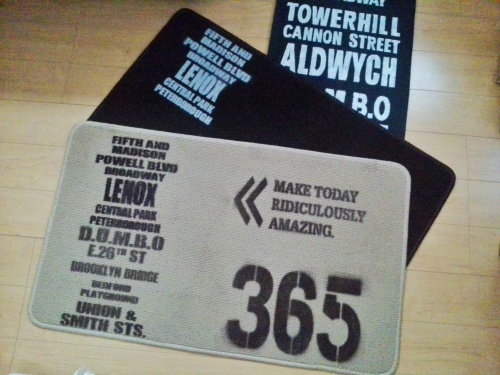 TOWERHILL
CANNON STREET
ALDWYCH
FIFTH AND
MADISON
POWELL BLVD
BROADWAY
LENOX
CENTRAL PARK
PETERBOROUGH
FIFTH AND
MADISON
POWELL BLVD
BROADWAY
LENOX
CENTRAL PARK
PETERBOROUGH
D.O.M.B.O
E.26TH ST
BROOKLYN BRIDGE
BEDFORD
PLAYGROUND
UNION &
SMITH STS.
MAKE TODAY
RIDICULOUSLY
AMAZING.
365